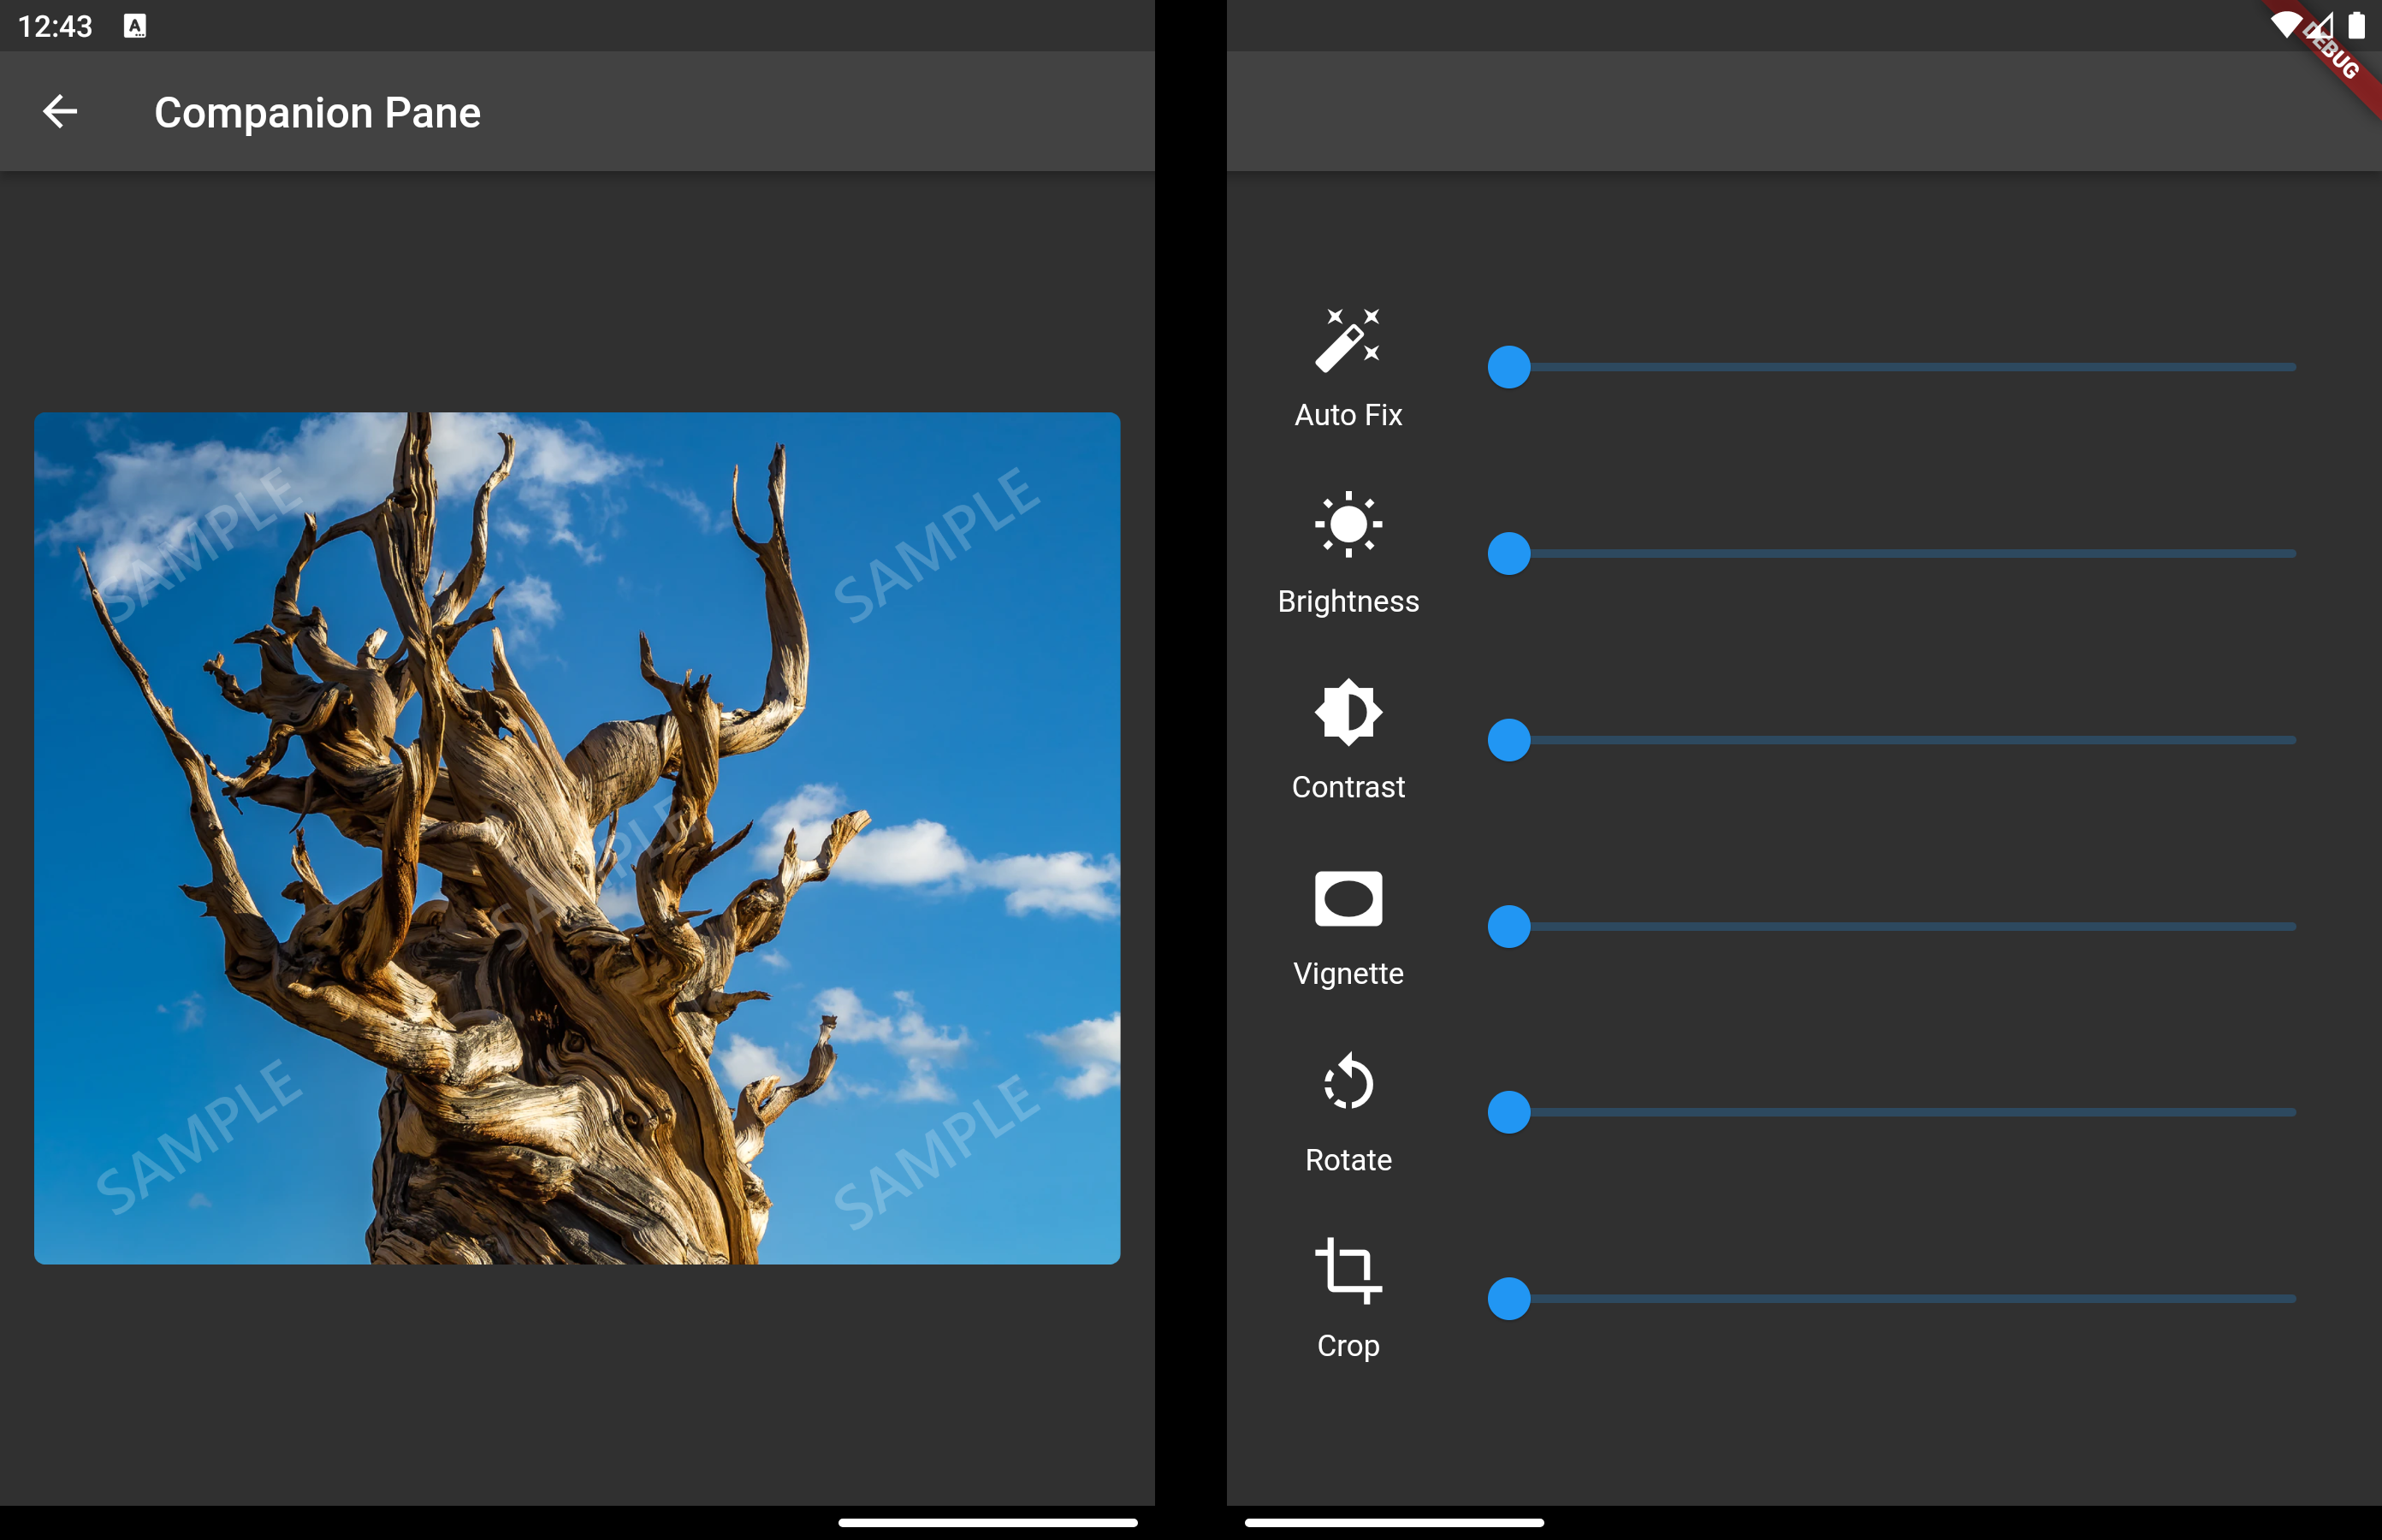 12:43
A
DEBUG
Companion Pane
SAMPLE
SAMPLE
SAMPLE
SAMPLE
SAMPLE
Auto Fix
Brightness
Contrast
Vignette
Rotate
Crop